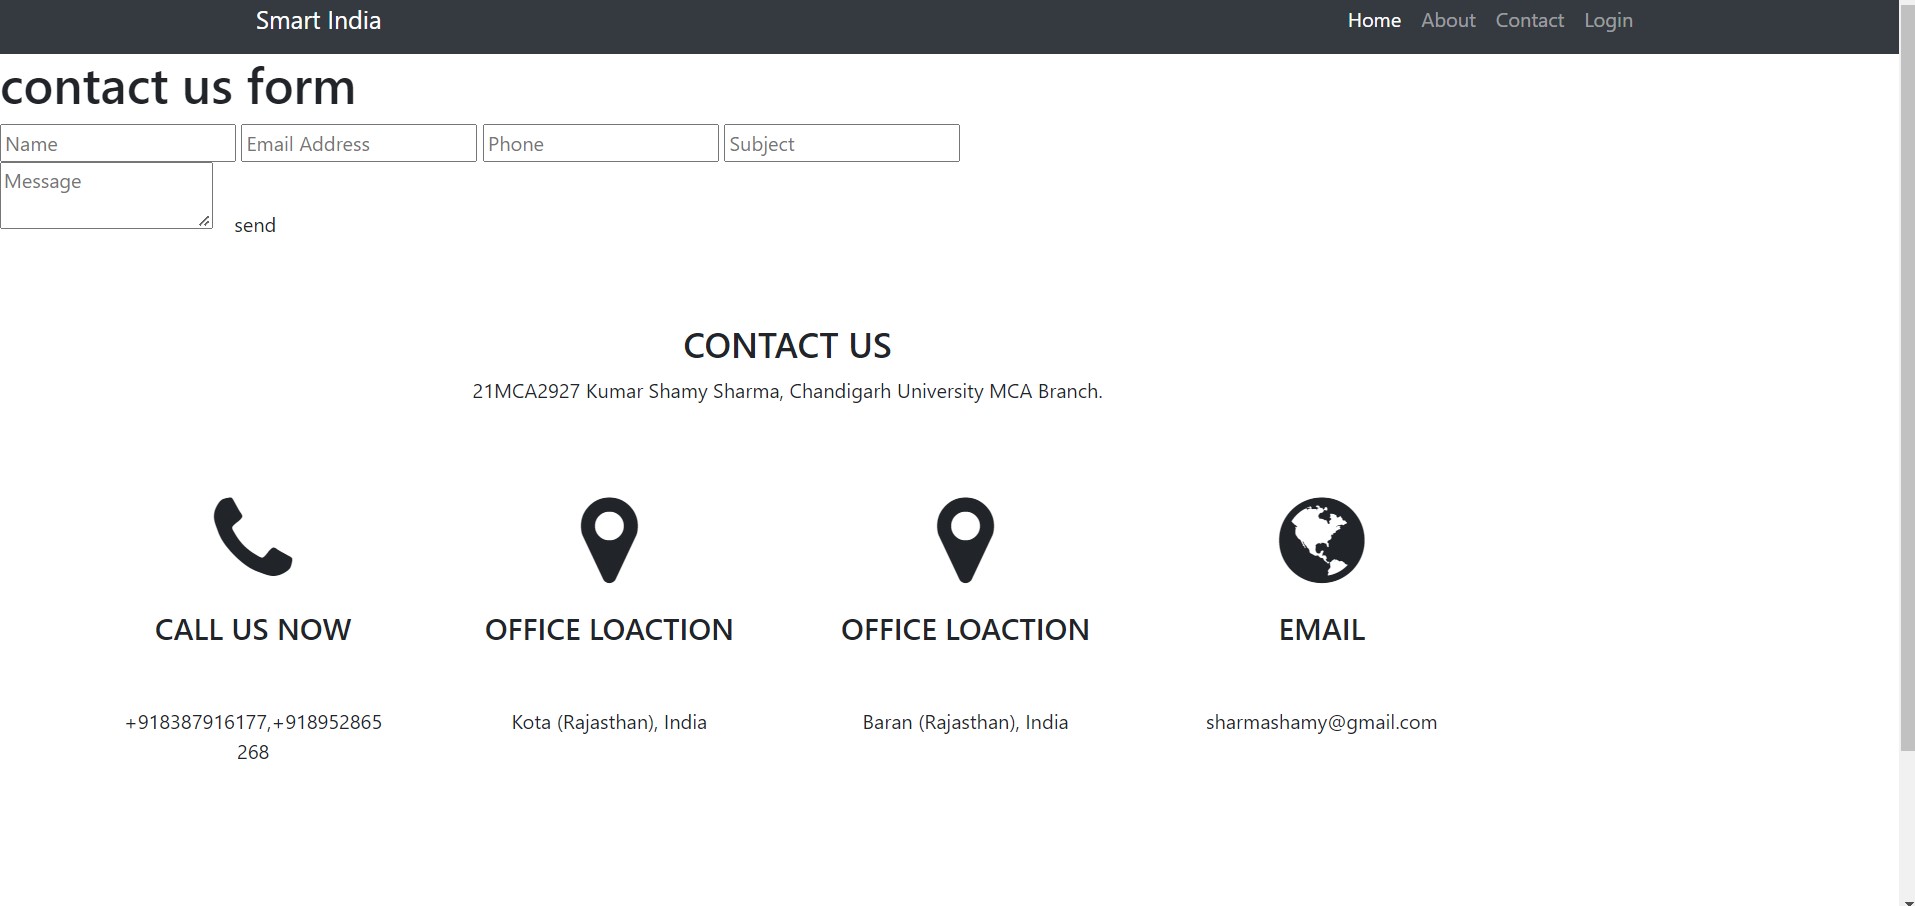 Smart India
Home About Contact Login
contact us form
Name Email Address Phone Subject
Message
send
CONTACT US
21MCA2927 Kumar Shamy Sharma, Chandigarh University MCA Branch.
CALL US NOW
+918387916177,+918952865
268
OFFICE LOACTION
Kota (Rajasthan), India
OFFICE LOACTION
Baran (Rajasthan), India
EMAIL
sharmashamy@gmail.com